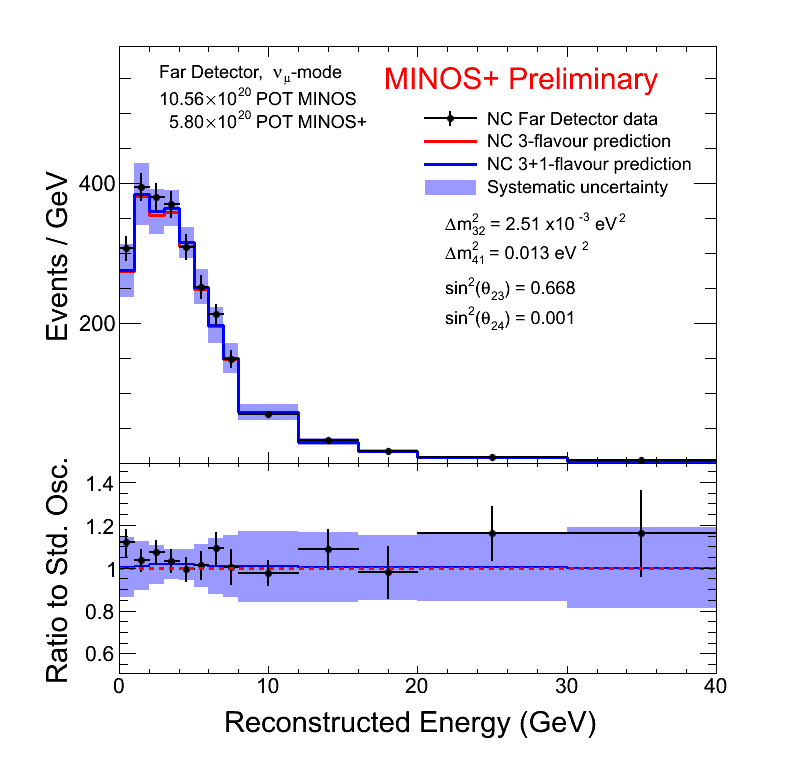 Far Detector, νμ-mode
10.56×10^20 POT MINOS
5.80×10^20 POT MINOS+
MINOS+ Preliminary
NC Far Detector data
NC 3-flavour prediction
NC 3+1-flavour prediction
Systematic uncertainty
Δm²32 = 2.51 x10^-3 eV²
Δm²41 = 0.013 eV²
sin²(θ23) = 0.668
sin²(θ24) = 0.001
Events / GeV
400
200
Ratio to Std. Osc.
1.4
1.2
1
0.8
0.6
0 10 20 30 40
Reconstructed Energy (GeV)